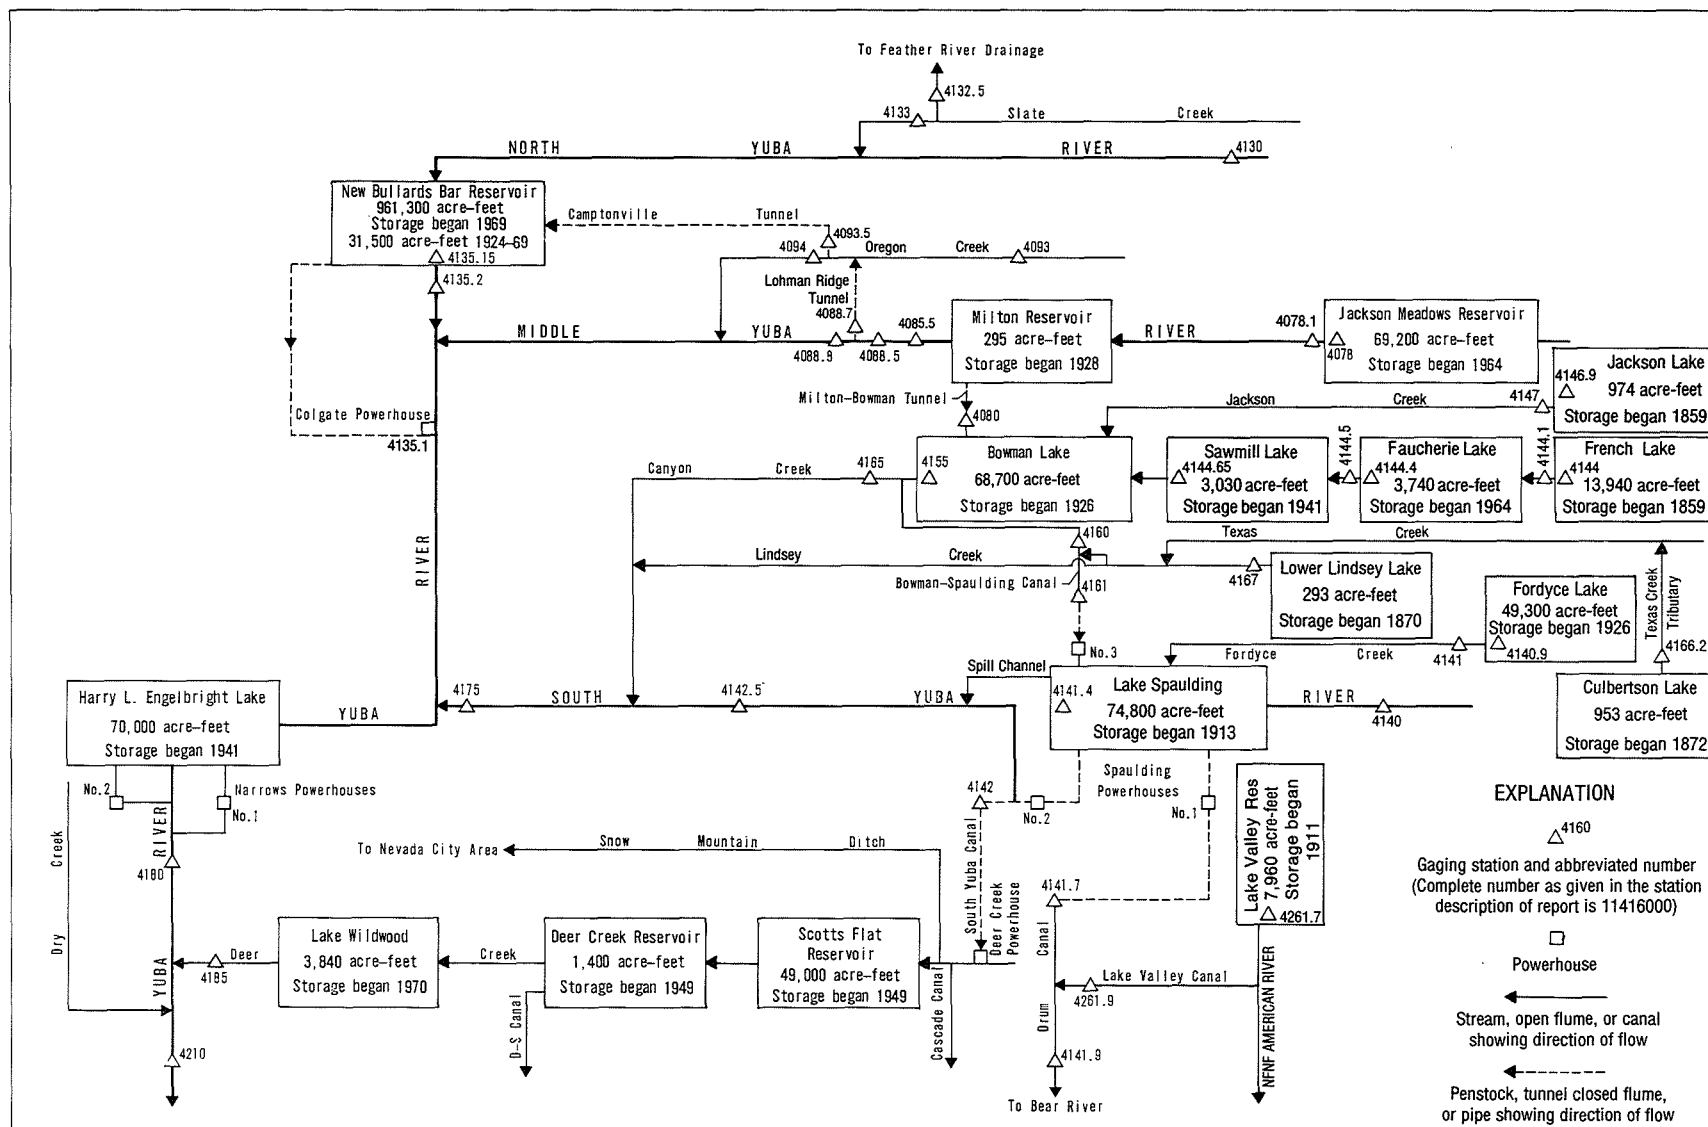 To Feather River Drainage
4132.5
4133
Slate Creek
NORTH YUBA RIVER
4130
New Bullards Bar Reservoir
961,300 acre-feet
Storage began 1969
31,500 acre-feet 1924-69
4135.15
4135.2
Camptonville Tunnel
4093.5
4094
Oregon Creek
4093
Lohman Ridge
Tunnel
4088.7
MIDDLE YUBA RIVER
4088.9
4088.5
4085.5
Milton Reservoir
295 acre-feet
Storage began 1928
4078.1
Jackson Meadows Reservoir
4078
69,200 acre-feet
Storage began 1964
Jackson Lake
4146.9
974 acre-feet
Storage began 1859
4147
Jackson Creek
Milton-Bowman Tunnel
4080
Colgate Powerhouse
4135.1
RIVER
Canyon Creek
4165
Bowman Lake
4155
68,700 acre-feet
Storage began 1926
Sawmill Lake
4144.65
3,030 acre-feet
Storage began 1941
4144.5
Faucherie Lake
4144.4
3,740 acre-feet
Storage began 1964
4144.1
French Lake
4144
13,940 acre-feet
Storage began 1859
Texas Creek
4160
Lindsey Creek
Bowman-Spaulding Canal
4161
4167
Lower Lindsey Lake
293 acre-feet
Storage began 1870
Fordyce Lake
49,300 acre-feet
Storage began 1926
4140.9
4141
Fordyce Creek
Texas Creek
Tributary
4166.2
Culbertson Lake
953 acre-feet
Storage began 1872
No.3
Spill Channel
Lake Spaulding
4141.4
74,800 acre-feet
Storage began 1913
4175
SOUTH YUBA RIVER
4142.5
4140
Harry L. Engelbright Lake
70,000 acre-feet
Storage began 1941
YUBA
No.2
Narrows Powerhouses
No.1
4142
No.2
Spaulding
Powerhouses
No.1
Lake Valley Res
7,960 acre-feet
Storage began
1911
4261.7
Dry Creek
YUBA RIVER
4180
To Nevada City Area
Snow Mountain Ditch
South Yuba Canal
Deer Creek
Powerhouse
4141.7
Drum Canal
Lake Valley Canal
4261.9
NFNF AMERICAN RIVER
Deer Creek
4185
Lake Wildwood
3,840 acre-feet
Storage began 1970
Deer Creek Reservoir
1,400 acre-feet
Storage began 1949
Scotts Flat
Reservoir
49,000 acre-feet
Storage began 1949
Cascade Canal
D-S Canal
4210
4141.9
To Bear River
EXPLANATION
4160
Gaging station and abbreviated number
(Complete number as given in the station
description of report is 11416000)
Powerhouse
Stream, open flume, or canal
showing direction of flow
Penstock, tunnel closed flume,
or pipe showing direction of flow